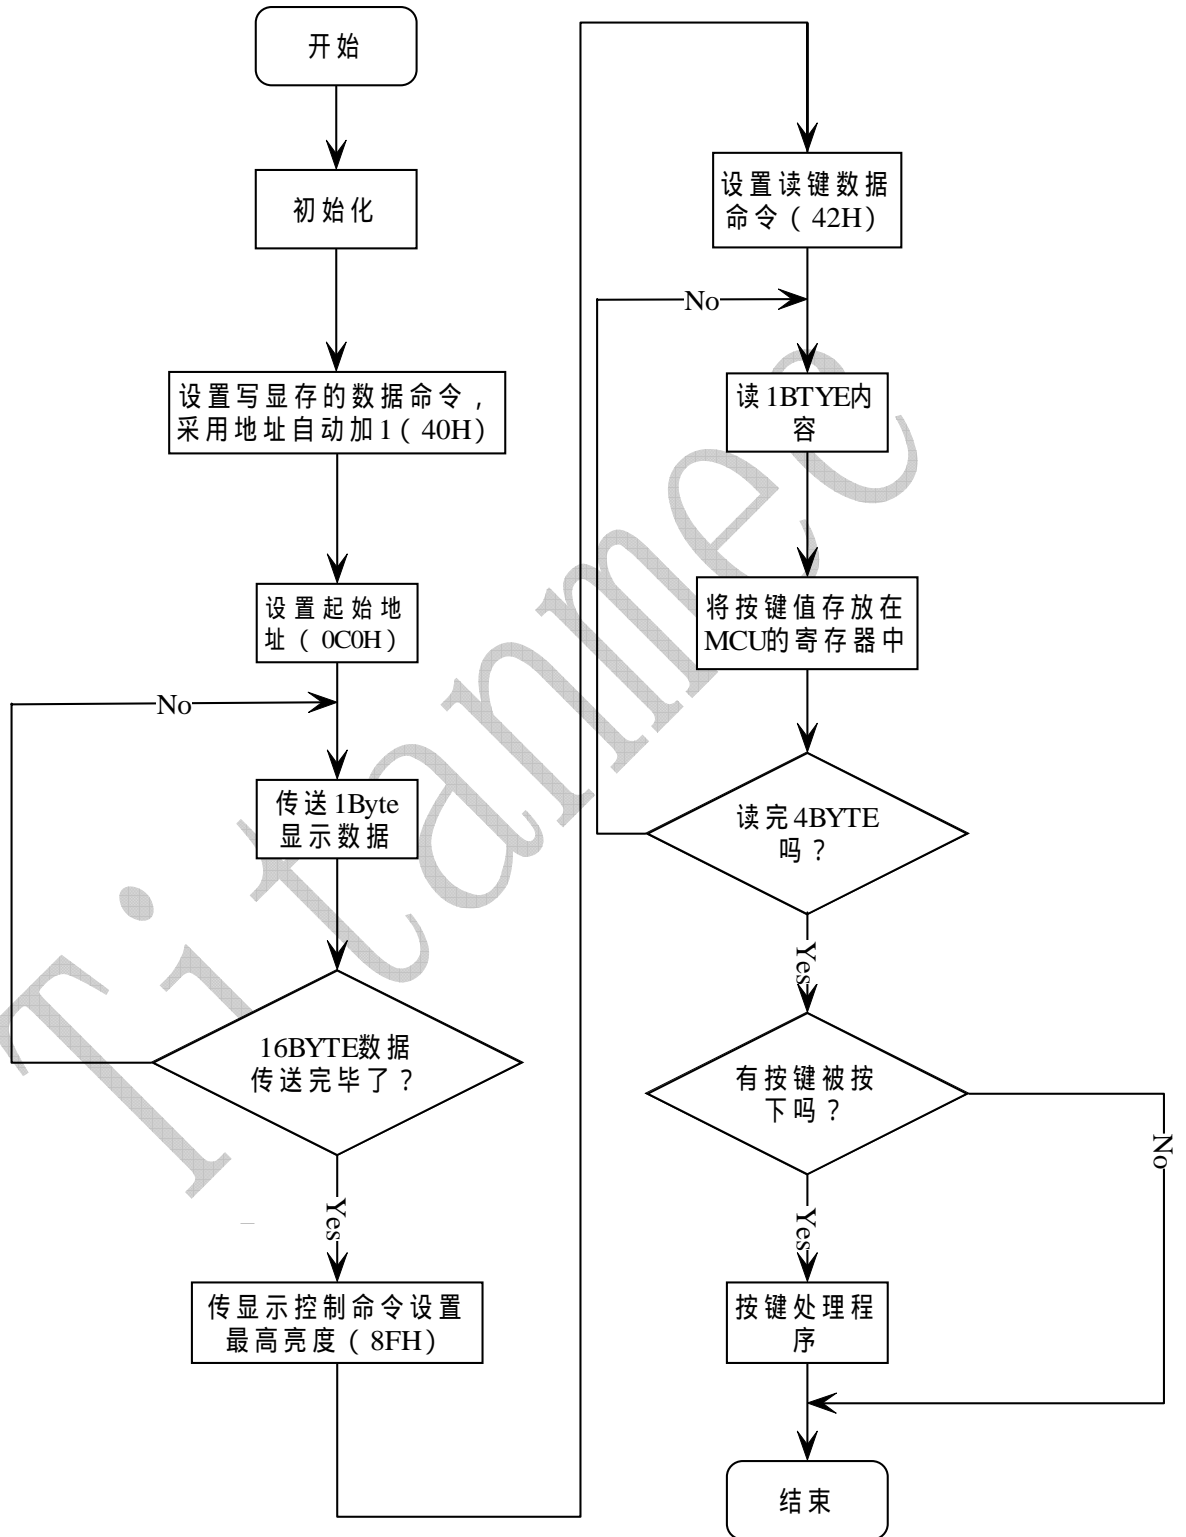 开始
初始化
设置写显存的数据命令，
采用地址自动加1（40H）
设置起始地
址（0C0H）
No
传送1Byte
显示数据
16BYTE数据
传送完毕了？
Yes
传显示控制命令设置
最高亮度（8FH）
设置读键数据
命令（42H）
No
读1BTYE内
容
将按键值存放在
MCU的寄存器中
读完4BYTE
吗？
Yes
有按键被按
下吗？
No
Yes
按键处理程
序
结束
Titanmec